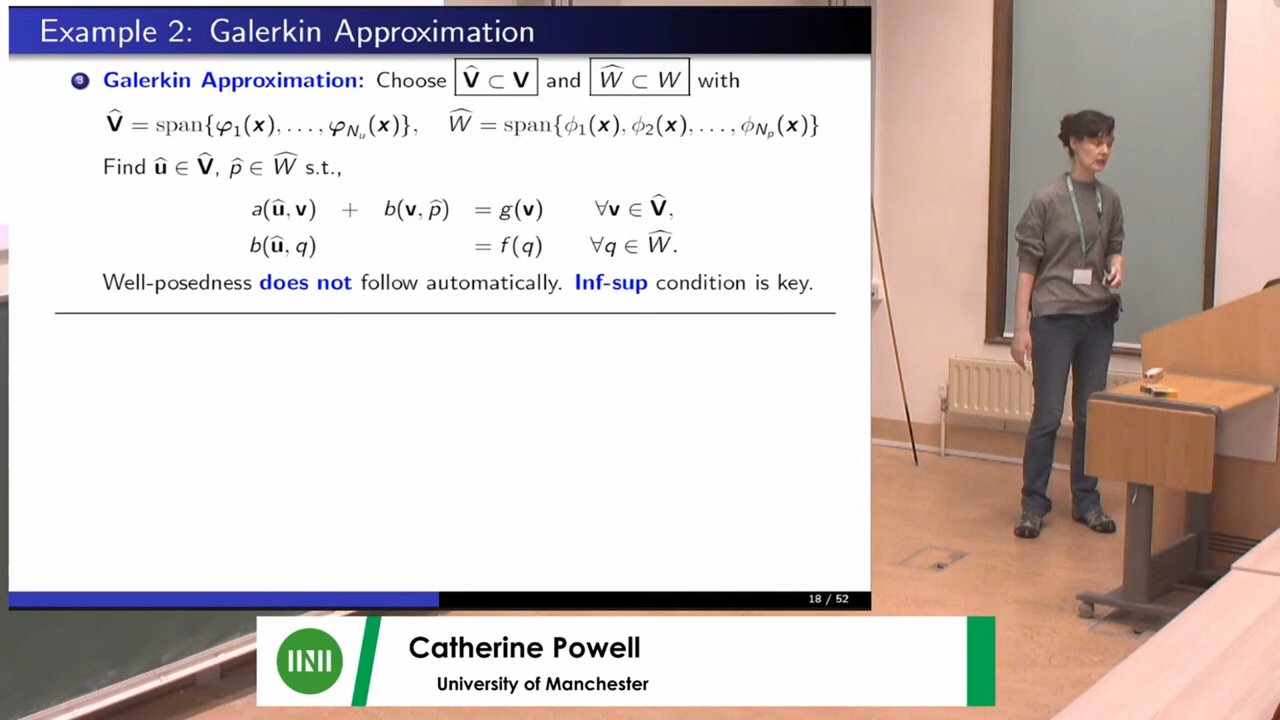 Example 2: Galerkin Approximation
3 Galerkin Approximation: Choose V̂ ⊂ V and Ŵ ⊂ W with
V̂ = span{φ₁(x), . . . , φ_{N_u}(x)}, Ŵ = span{ϕ₁(x), ϕ₂(x), . . . , ϕ_{N_p}(x)}
Find û ∈ V̂, p̂ ∈ Ŵ s.t.,
a(û, v) + b(v, p̂) = g(v) ∀v ∈ V̂,
b(û, q) = f(q) ∀q ∈ Ŵ.
Well-posedness does not follow automatically. Inf-sup condition is key.
18 / 52
Catherine Powell
University of Manchester